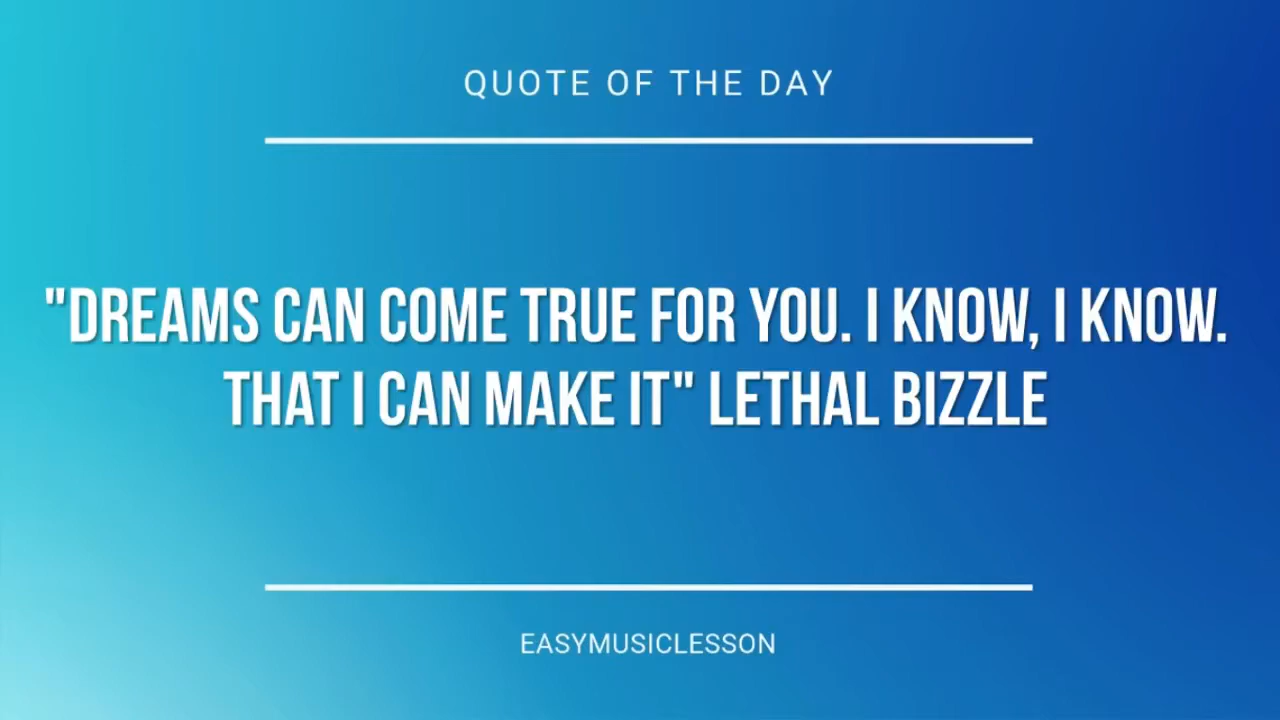 QUOTE OF THE DAY
"DREAMS CAN COME TRUE FOR YOU. I KNOW, I KNOW.
THAT I CAN MAKE IT" LETHAL BIZZLE
EASYMUSICLESSON